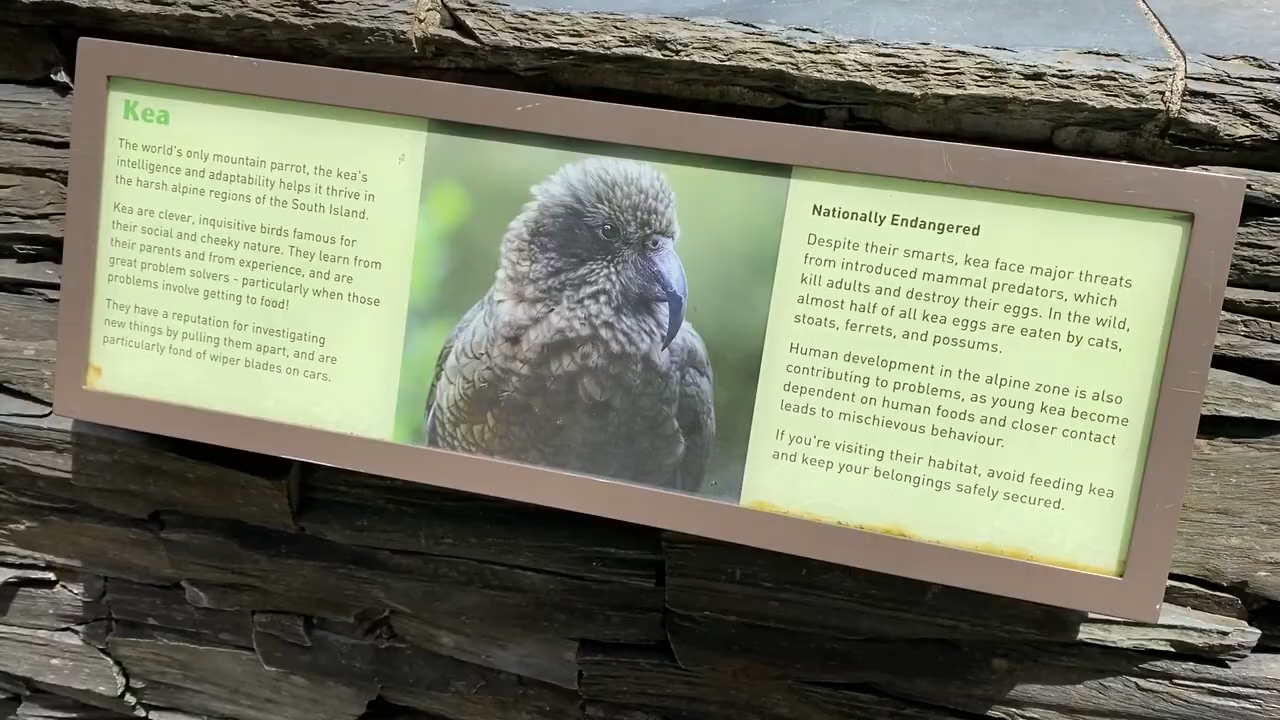 Kea
The world's only mountain parrot, the kea's
intelligence and adaptability helps it thrive in
the harsh alpine regions of the South Island.
Kea are clever, inquisitive birds famous for
their social and cheeky nature. They learn from
their parents and from experience, and are
great problem solvers - particularly when those
problems involve getting to food!
They have a reputation for investigating
new things by pulling them apart, and are
particularly fond of wiper blades on cars.
Nationally Endangered
Despite their smarts, kea face major threats
from introduced mammal predators, which
kill adults and destroy their eggs. In the wild,
almost half of all kea eggs are eaten by cats,
stoats, ferrets, and possums.
Human development in the alpine zone is also
contributing to problems, as young kea become
dependent on human foods and closer contact
leads to mischievous behaviour.
If you're visiting their habitat, avoid feeding kea
and keep your belongings safely secured.